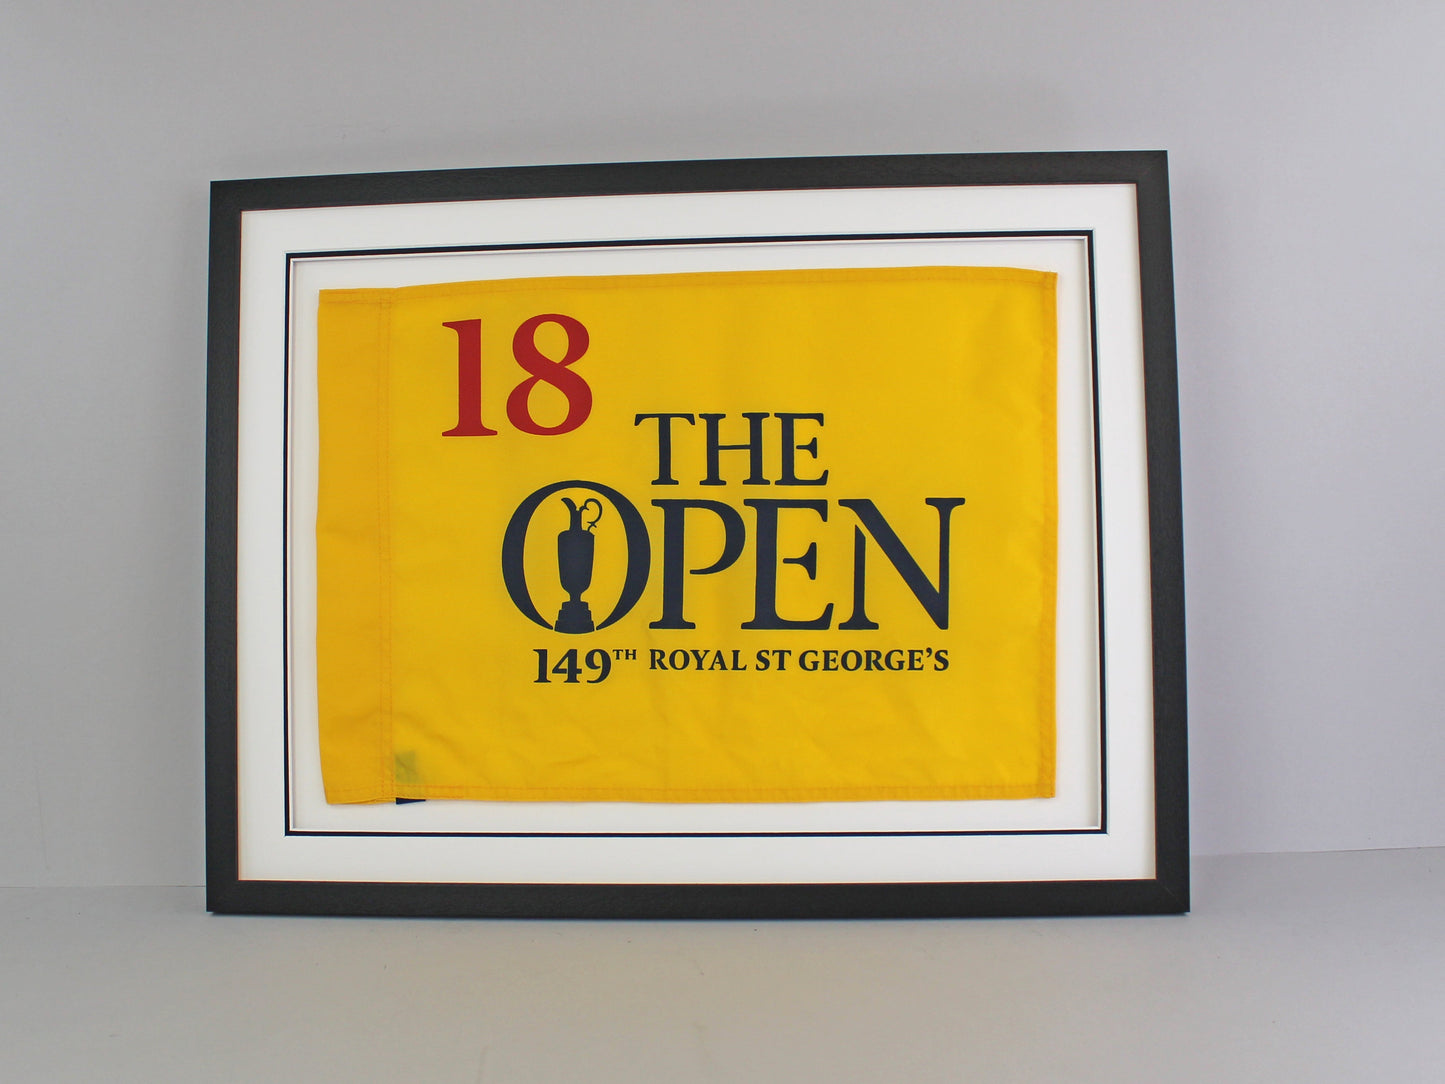 18
THE
OPEN
149TH ROYAL ST GEORGE'S